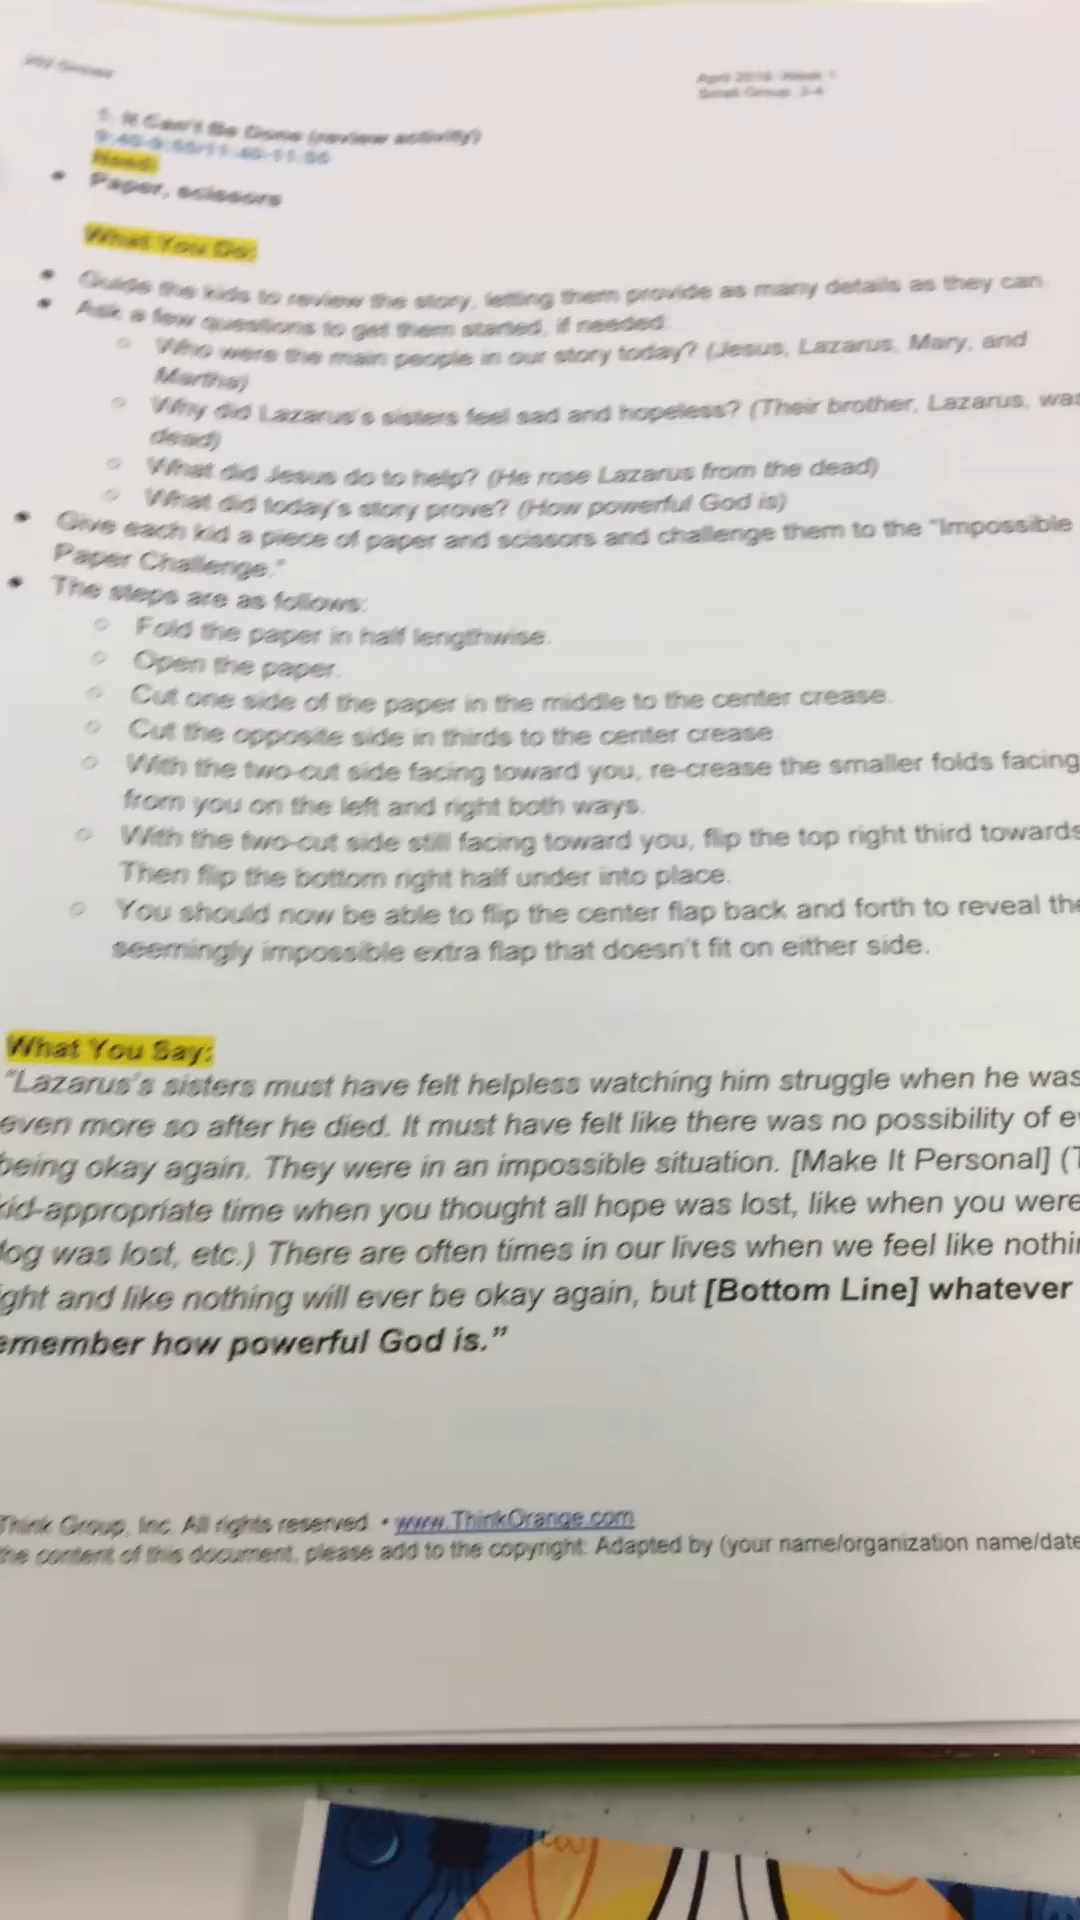 April 2018, Week 1
Small Group, 3-4
5. It Can't Be Done (review activity)
9:45-9:55/11:45-11:55
Need:
• Paper, scissors
What You Do:
• Guide the kids to review the story, letting them provide as many details as they can.
• Ask a few questions to get them started, if needed:
○ Who were the main people in our story today? (Jesus, Lazarus, Mary, and
Martha)
○ Why did Lazarus's sisters feel sad and hopeless? (Their brother, Lazarus, was
dead)
○ What did Jesus do to help? (He rose Lazarus from the dead)
○ What did today's story prove? (How powerful God is)
• Give each kid a piece of paper and scissors and challenge them to the "Impossible
Paper Challenge."
• The steps are as follows:
○ Fold the paper in half lengthwise.
○ Open the paper.
○ Cut one side of the paper in the middle to the center crease.
○ Cut the opposite side in thirds to the center crease.
○ With the two-cut side facing toward you, re-crease the smaller folds facing
from you on the left and right both ways.
○ With the two-cut side still facing toward you, flip the top right third towards
Then flip the bottom right half under into place.
○ You should now be able to flip the center flap back and forth to reveal the
seemingly impossible extra flap that doesn't fit on either side.
What You Say:
"Lazarus's sisters must have felt helpless watching him struggle when he was
even more so after he died. It must have felt like there was no possibility of
being okay again. They were in an impossible situation. [Make It Personal]
kid-appropriate time when you thought all hope was lost, like when you were
was lost, etc.) There are often times in our lives when we feel like
and like nothing will ever be okay again, but [Bottom Line] whatever
remember how powerful God is."
Think Group, Inc. All rights reserved. • www.ThinkOrange.com
the content of this document, please add to the copyright: Adapted by (your name/organization name/date